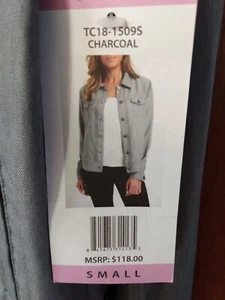 TC18-1509S
CHARCOAL
MSRP: $118.00
SMALL